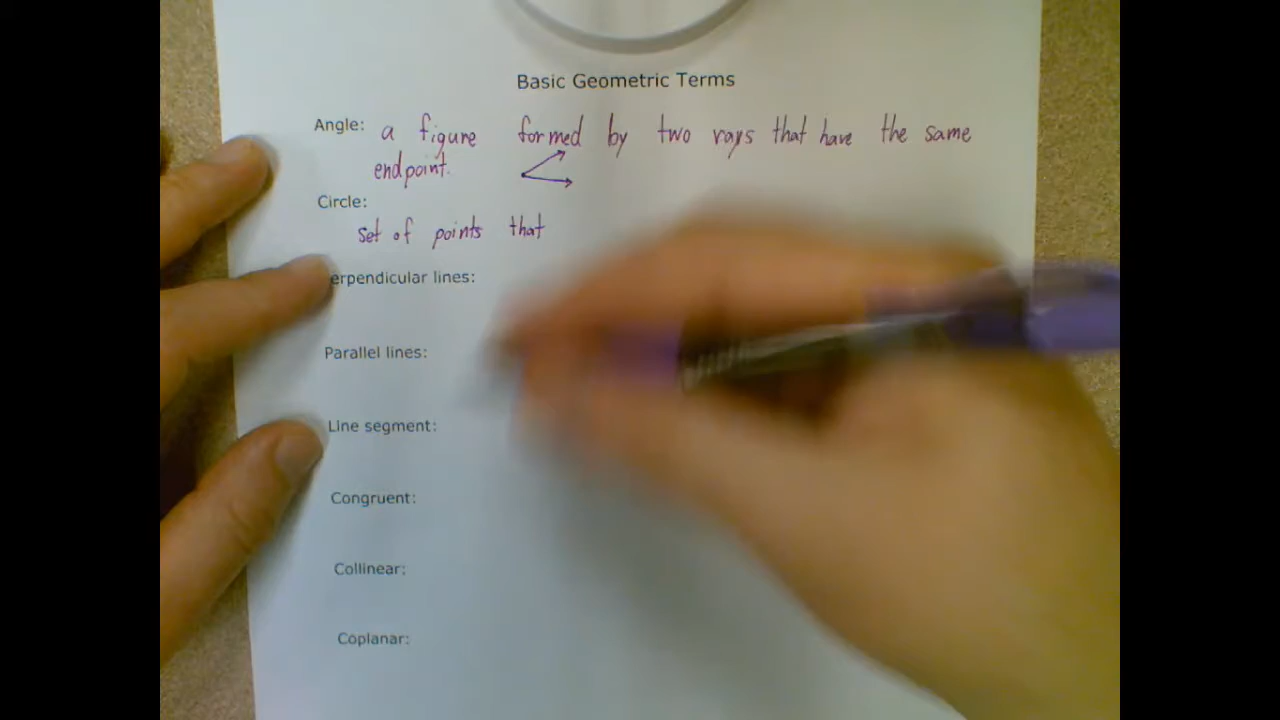 Basic Geometric Terms
Angle: a figure formed by two rays that have the same
endpoint.
Circle:
set of points that
erpendicular lines:
Parallel lines:
Line segment:
Congruent:
Collinear:
Coplanar: